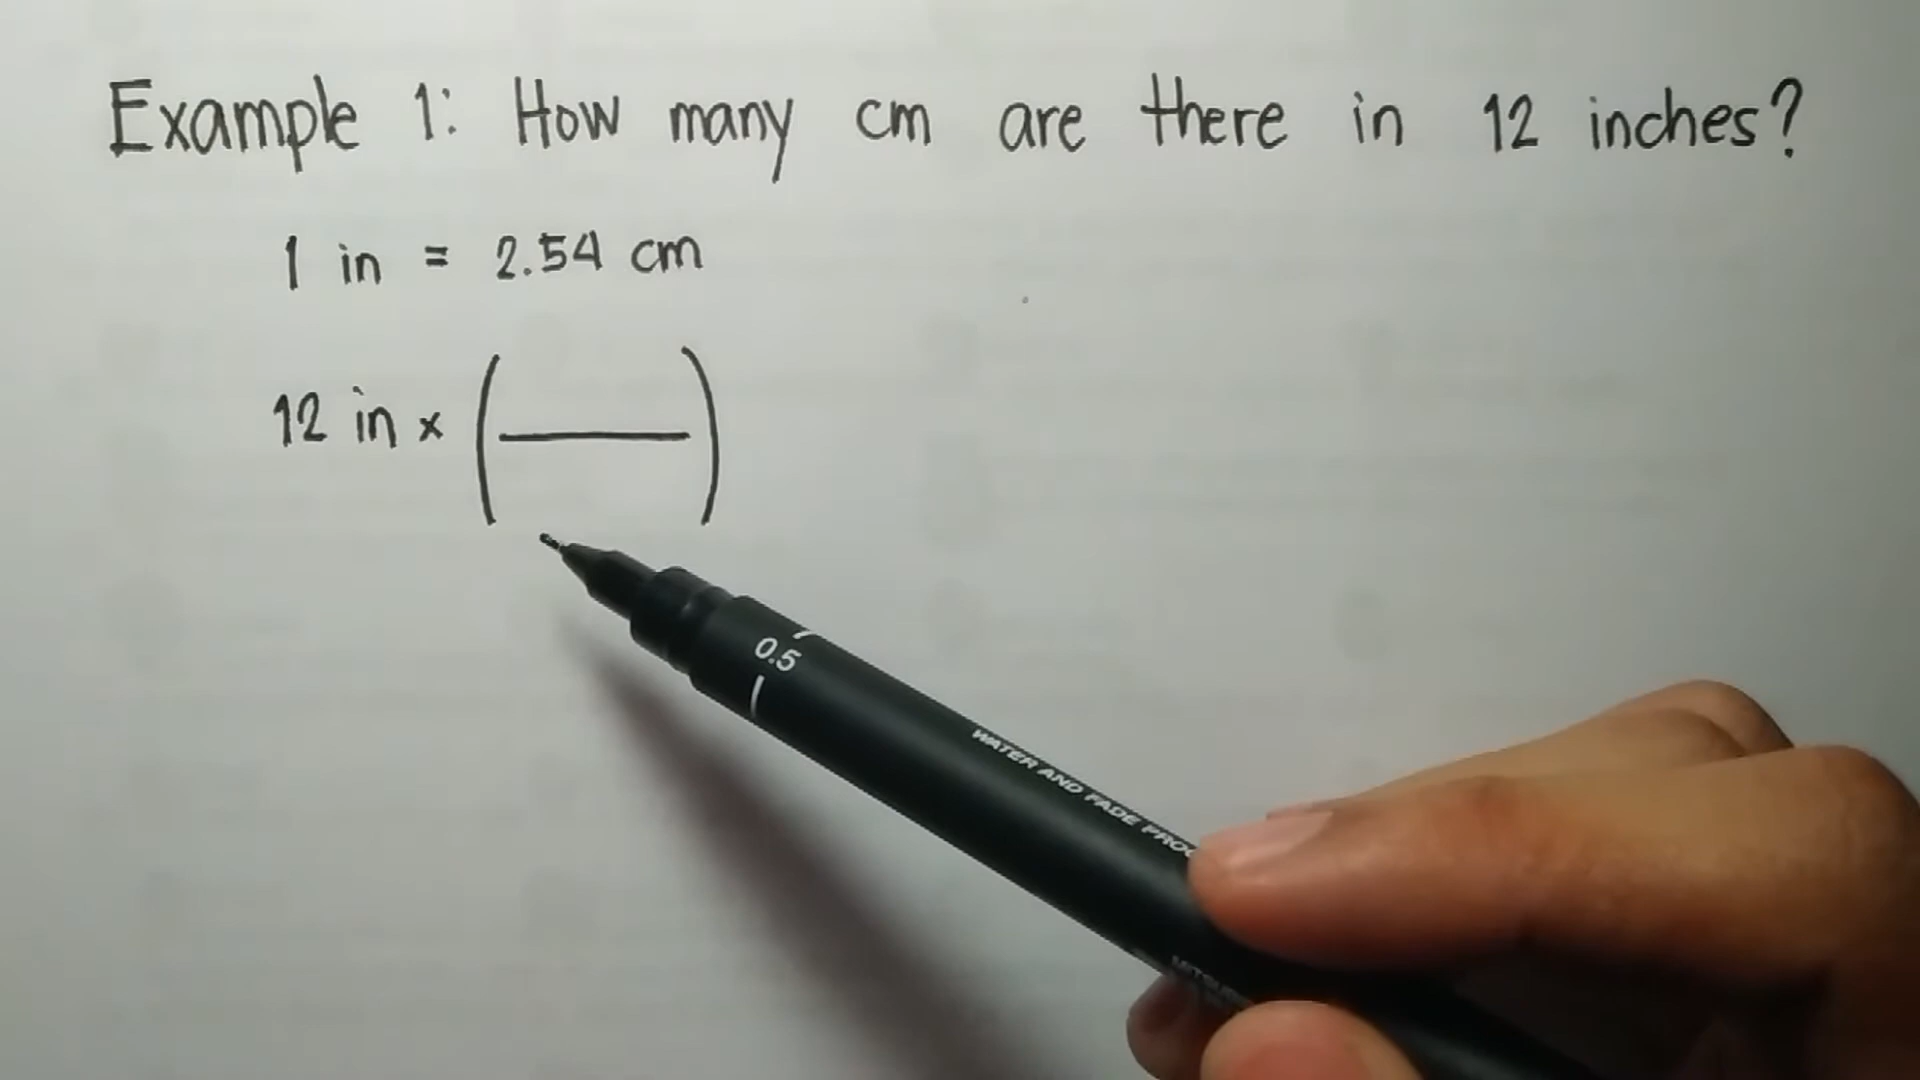 Example 1: How many cm are there in 12 inches?
1 in = 2.54 cm
12 in x (——)
0.5
WATER AND FADE